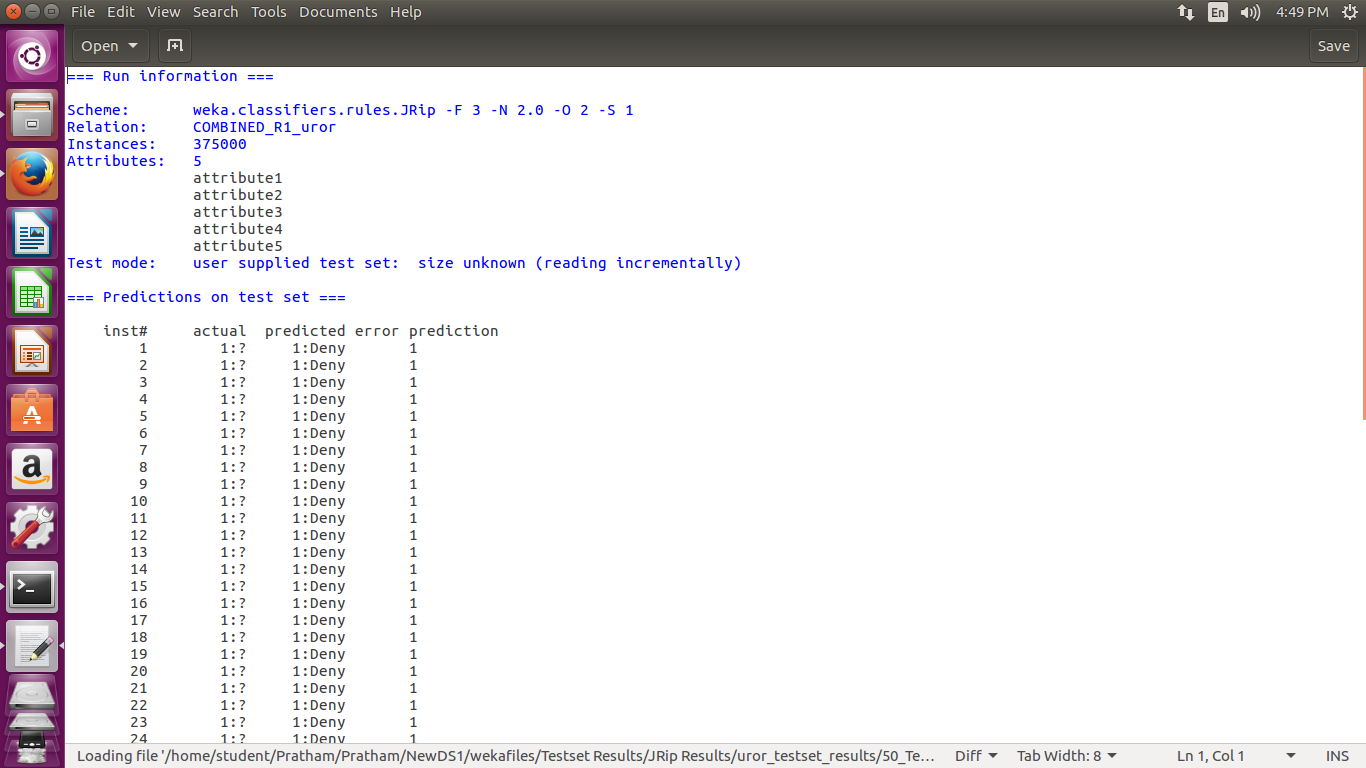 File Edit View Search Tools Documents Help En 4:49 PM
Open Save
=== Run information ===
Scheme: weka.classifiers.rules.JRip -F 3 -N 2.0 -O 2 -S 1
Relation: COMBINED_R1_uror
Instances: 375000
Attributes: 5
attribute1
attribute2
attribute3
attribute4
attribute5
Test mode: user supplied test set: size unknown (reading incrementally)
=== Predictions on test set ===
inst# actual predicted error prediction
1 1:? 1:Deny 1
2 1:? 1:Deny 1
3 1:? 1:Deny 1
4 1:? 1:Deny 1
5 1:? 1:Deny 1
6 1:? 1:Deny 1
7 1:? 1:Deny 1
8 1:? 1:Deny 1
9 1:? 1:Deny 1
10 1:? 1:Deny 1
11 1:? 1:Deny 1
12 1:? 1:Deny 1
13 1:? 1:Deny 1
14 1:? 1:Deny 1
15 1:? 1:Deny 1
16 1:? 1:Deny 1
17 1:? 1:Deny 1
18 1:? 1:Deny 1
19 1:? 1:Deny 1
20 1:? 1:Deny 1
21 1:? 1:Deny 1
22 1:? 1:Deny 1
23 1:? 1:Deny 1
24 1:? 1:Deny 1
Loading file '/home/student/Pratham/Pratham/NewDS1/wekafiles/Testset Results/JRip Results/uror_testset_results/50_Te... Diff Tab Width: 8 Ln 1, Col 1 INS